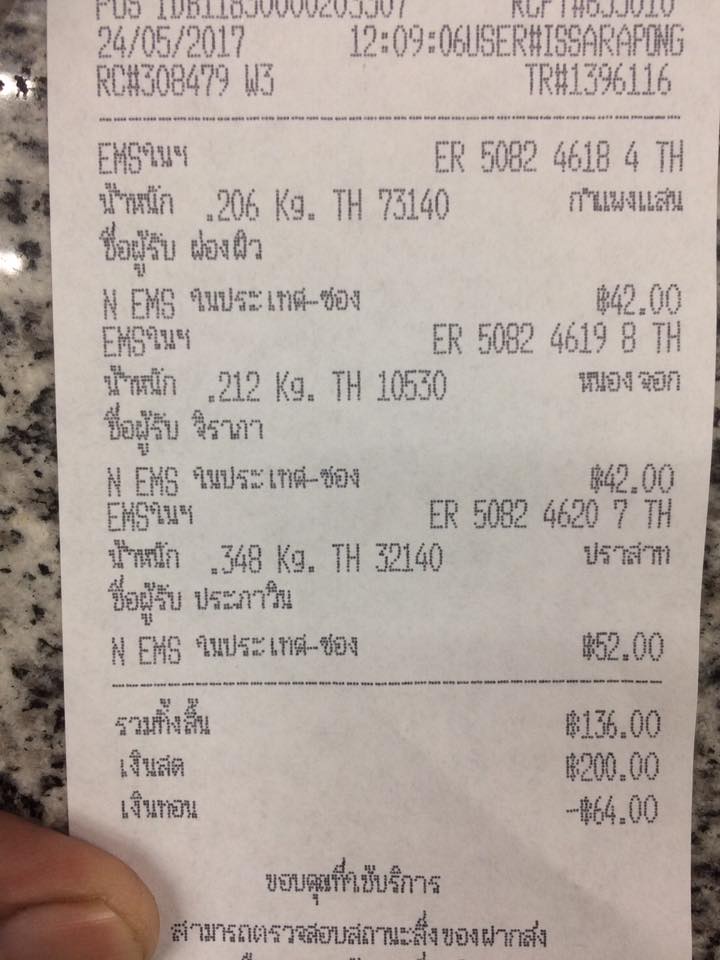 24/05/2017 12:09:06USER#ISSARAPONG
RC#308479 W3 TR#1396116
EMSในฯ ER 5082 4618 4 TH
น้ำหนัก .206 Kg. TH 73140 กำแพงแสน
ชื่อผู้รับ ผ่องผิว
N EMS ในประเทศ-ซอง ฿42.00
EMSในฯ ER 5082 4619 8 TH
น้ำหนัก .212 Kg. TH 10530 หนองจอก
ชื่อผู้รับ จิราภา
N EMS ในประเทศ-ซอง ฿42.00
EMSในฯ ER 5082 4620 7 TH
น้ำหนัก .348 Kg. TH 32140 ปราสาท
ชื่อผู้รับ ประภาวิน
N EMS ในประเทศ-ซอง ฿52.00
รวมทั้งสิ้น ฿136.00
เงินสด ฿200.00
เงินทอน -฿64.00
ขอบคุณที่ใช้บริการ
สามารถตรวจสอบสถานะสิ่งของฝากส่ง